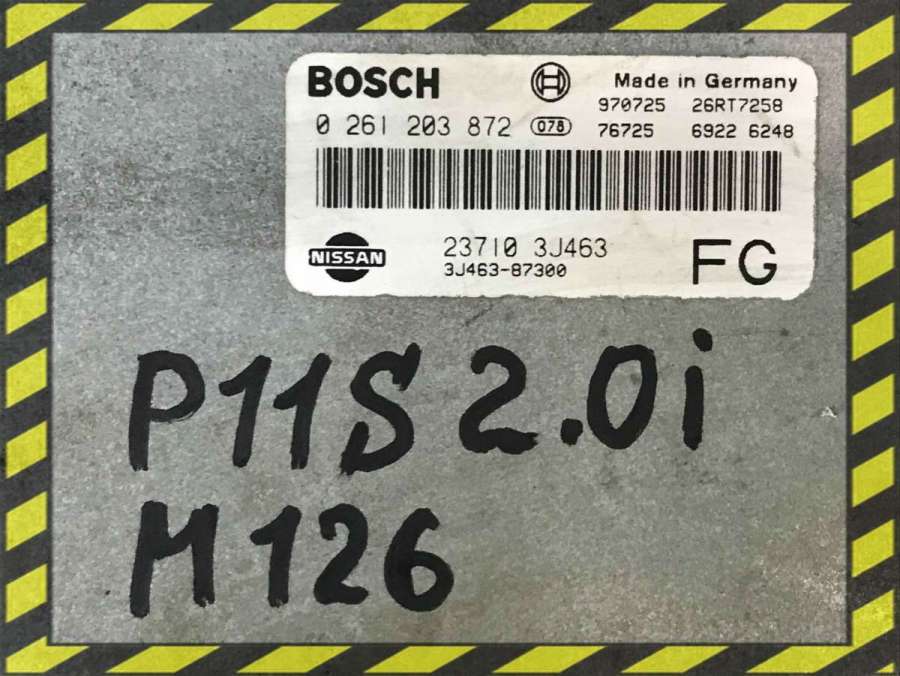 BOSCH Made in Germany
970725 26RT7258
0 261 203 872 078 76725 6922 6248
NISSAN 23710 3J463 FG
3J463-87300
P11S 2.0i
M126